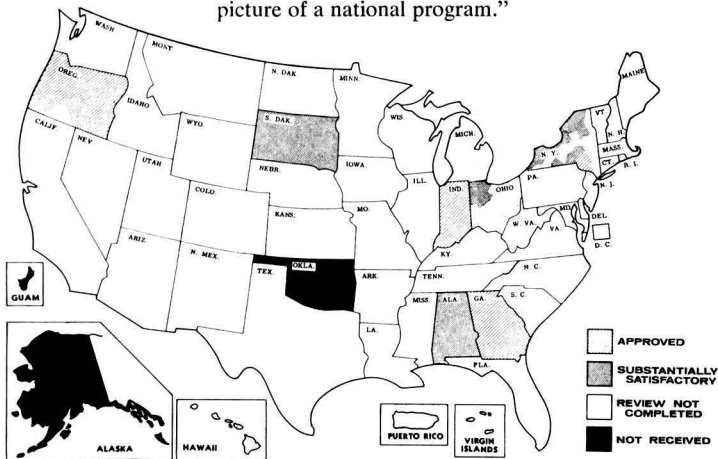 picture of a national program.”
WASH
MONT
N. DAK
MINN.
MAINE
OREG.
IDAHO
WYO.
S. DAK.
WIS
MICH.
VT.
N. H.
N. Y.
MASS.
CT.
R. I.
CALIF
NEV
UTAH
COLO.
NEBR.
IOWA
ILL.
IND.
OHIO
PA.
N. J.
MD.
DEL.
D. C.
W. VA.
VA.
KANS.
MO.
KY.
ARIZ
N. MEX.
TEX.
OKLA.
ARK.
TENN.
N. C.
S. C.
MISS.
ALA
GA.
LA.
FLA.
GUAM
ALASKA
HAWAII
PUERTO RICO
VIRGIN
ISLANDS
APPROVED
SUBSTANTIALLY
SATISFACTORY
REVIEW NOT
COMPLETED
NOT RECEIVED